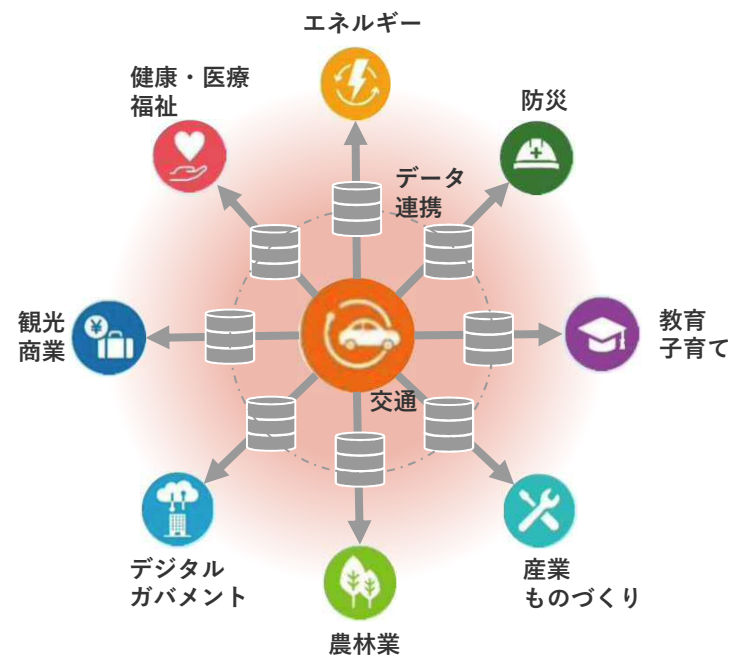 エネルギー
健康・医療
福祉
防災
データ
連携
観光
商業
¥
教育
子育て
交通
デジタル
ガバメント
産業
ものづくり
農林業